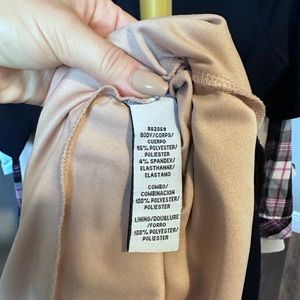 BODY/CORPS/
CUERPO
96% POLYESTER/
POLIESTER
4% SPANDEX/
ELASTHANNE/
ELASTANO
COMBO/
COMBINACION
100% POLYESTER/
POLIESTER
LINING/DOUBLURE
/FORRO
100% POLYESTER/
POLIESTER